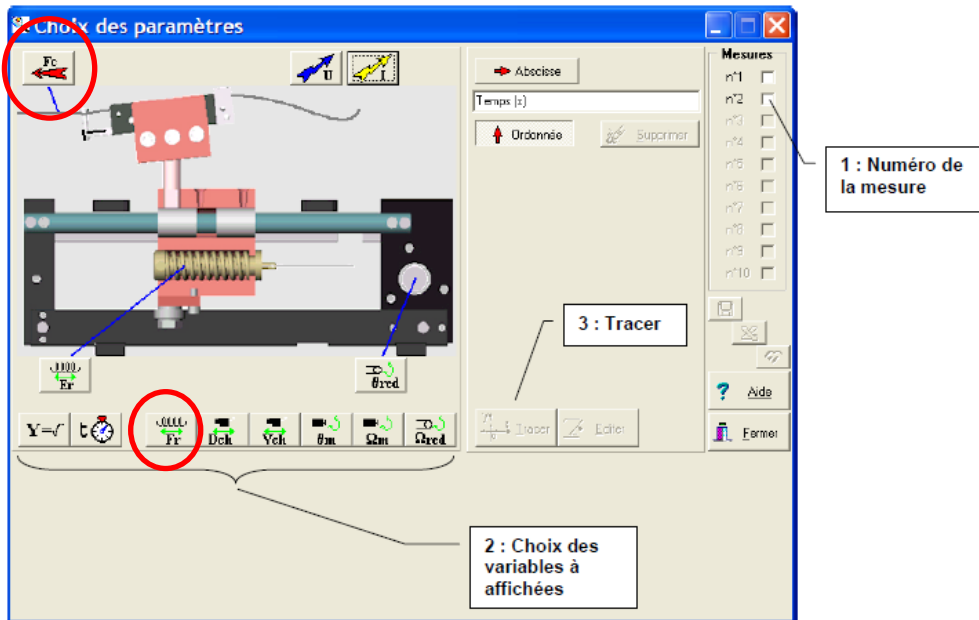 Choix des paramètres
Fc
U
I
Abscisse
Temps (s)
Ordonnée
Supprimer
Mesures
n°1
n°2
n°3
n°4
n°5
n°6
n°7
n°8
n°9
n°10
1 : Numéro de
la mesure
3 : Tracer
Fr
θred
Y=√
t
Fr
Dch
Vch
θm
Ωm
Ωred
Tracer
Editer
Aide
Fermer
2 : Choix des
variables à
affichées